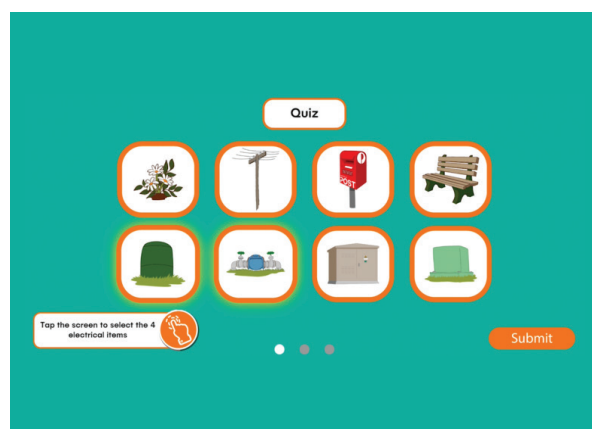 Quiz
POST
Tap the screen to select the 4
electrical items
Submit